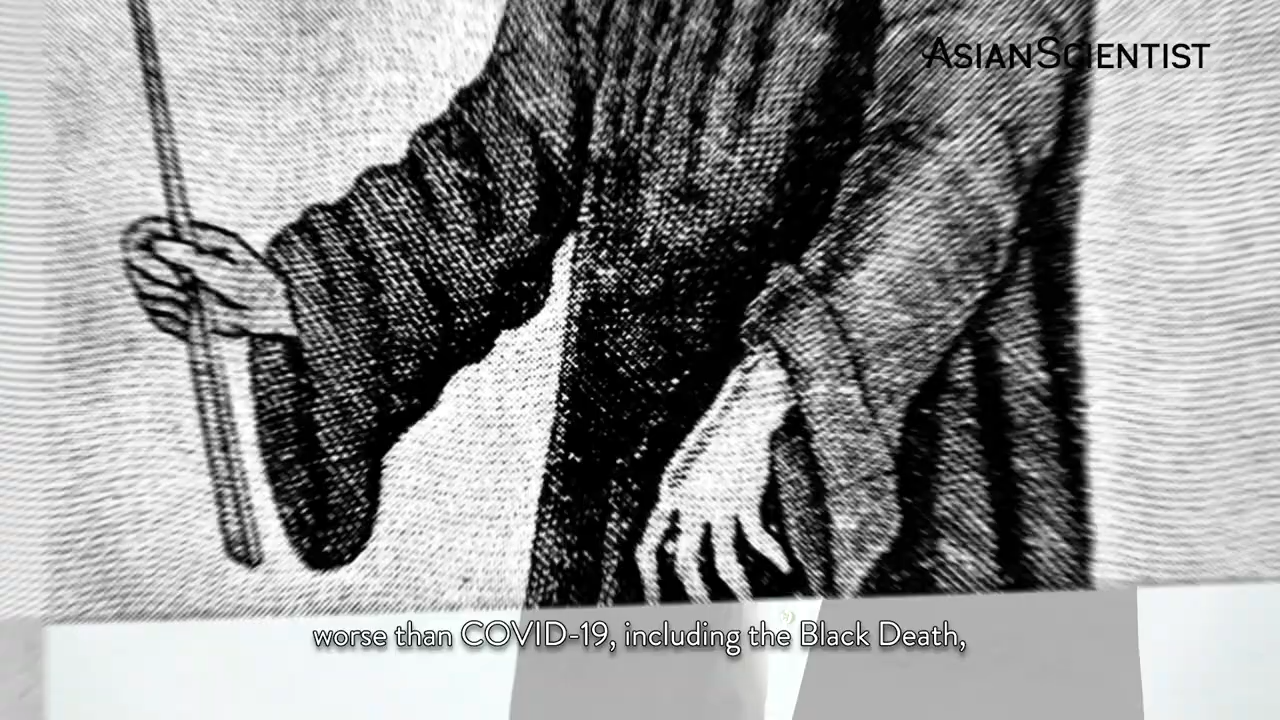 ASIANSCIENTIST
worse than COVID-19, including the Black Death,